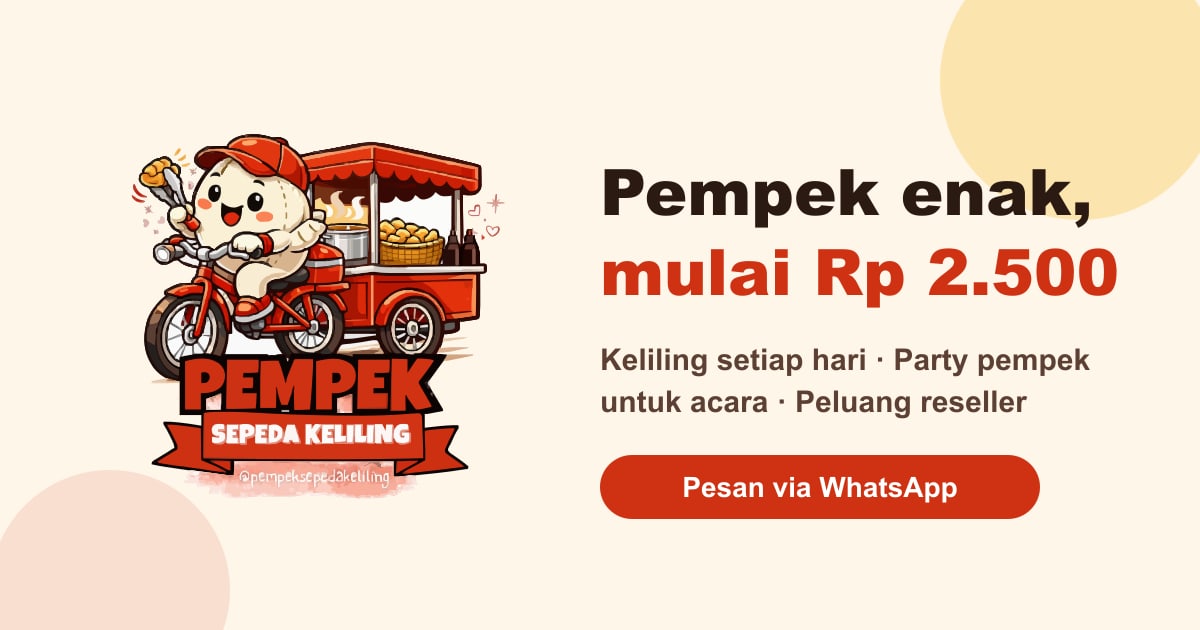 PEMPEK
SEPEDA KELILING
@pempeksepedakeliling
Pempek enak,
mulai Rp 2.500
Keliling setiap hari · Party pempek
untuk acara · Peluang reseller
Pesan via WhatsApp